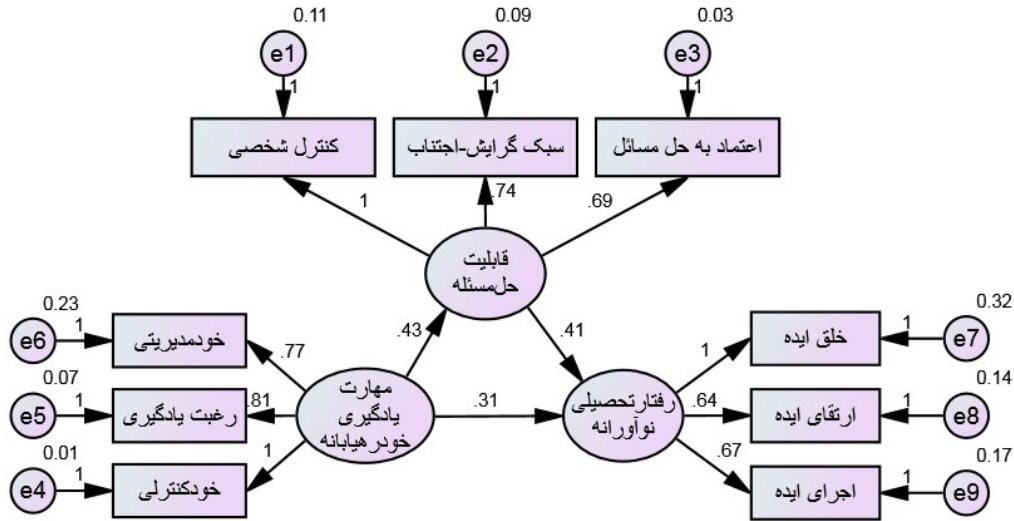 0.11 0.09 0.03
e1 e2 e3
1 1 1
کنترل شخصی
سبک گرایش-اجتناب
اعتماد به حل مسائل
1 .74 .69
قابلیت
حل‌مسئله
.43 .41
0.23
e6 1
خودمدیریتی
.77
0.07
e5 1
رغبت یادگیری
.81
0.01
e4 1
خودکنترلی
1
مهارت
یادگیری
خودرهیابانه
.31
رفتارتحصیلی
نوآورانه
1
خلق ایده
1 e7
0.32
.64
ارتقای ایده
1 e8
0.14
.67
اجرای ایده
1 e9
0.17